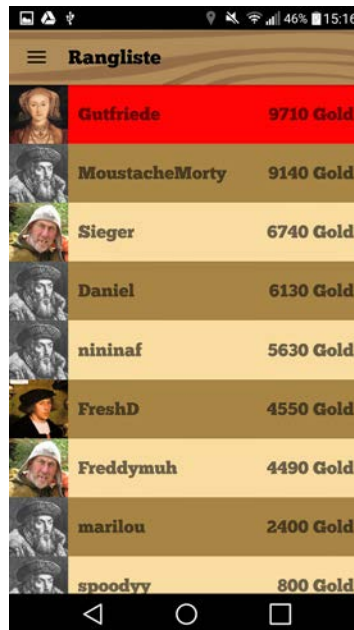 46% 15:16
Rangliste
Gutfriede 9710 Gold
MoustacheMorty 9140 Gold
Sieger 6740 Gold
Daniel 6130 Gold
nininaf 5630 Gold
FreshD 4550 Gold
Freddymuh 4490 Gold
marilou 2400 Gold
spoodyy 800 Gold